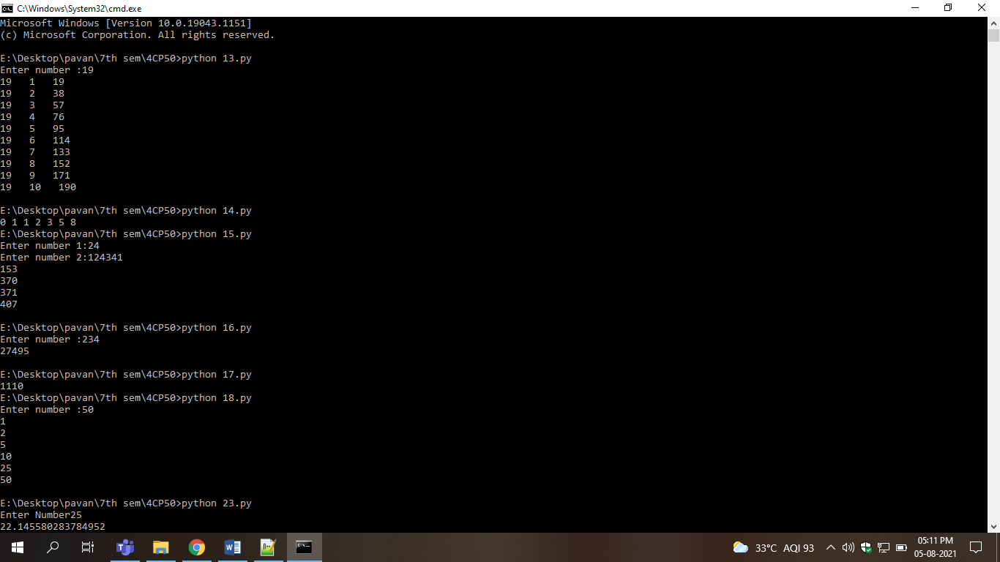 C:\Windows\System32\cmd.exe
Microsoft Windows [Version 10.0.19043.1151]
(c) Microsoft Corporation. All rights reserved.
E:\Desktop\pavan\7th sem\4CP50>python 13.py
Enter number :19
19   1   19
19   2   38
19   3   57
19   4   76
19   5   95
19   6   114
19   7   133
19   8   152
19   9   171
19   10   190
E:\Desktop\pavan\7th sem\4CP50>python 14.py
0 1 1 2 3 5 8
E:\Desktop\pavan\7th sem\4CP50>python 15.py
Enter number 1:24
Enter number 2:124341
153
370
371
407
E:\Desktop\pavan\7th sem\4CP50>python 16.py
Enter number :234
27495
E:\Desktop\pavan\7th sem\4CP50>python 17.py
1110
E:\Desktop\pavan\7th sem\4CP50>python 18.py
Enter number :50
1
2
5
10
25
50
E:\Desktop\pavan\7th sem\4CP50>python 23.py
Enter Number25
22.145580283784952
33°C AQI 93
05:11 PM
05-08-2021